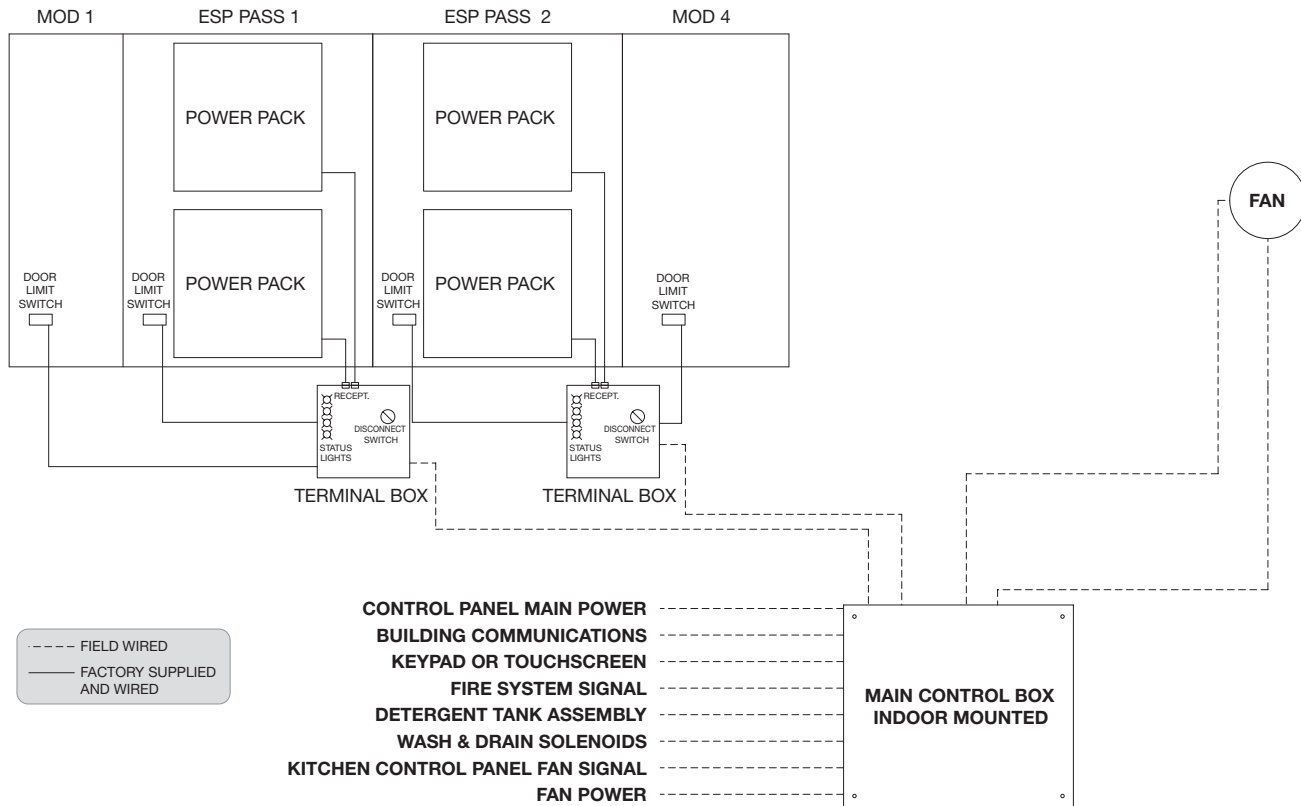 MOD 1
ESP PASS 1
ESP PASS 2
MOD 4
POWER PACK
POWER PACK
POWER PACK
POWER PACK
FAN
DOOR
LIMIT
SWITCH
DOOR
LIMIT
SWITCH
DOOR
LIMIT
SWITCH
DOOR
LIMIT
SWITCH
RECEPT.
DISCONNECT
SWITCH
STATUS
LIGHTS
TERMINAL BOX
RECEPT.
DISCONNECT
SWITCH
STATUS
LIGHTS
TERMINAL BOX
FIELD WIRED
FACTORY SUPPLIED
AND WIRED
CONTROL PANEL MAIN POWER
BUILDING COMMUNICATIONS
KEYPAD OR TOUCHSCREEN
FIRE SYSTEM SIGNAL
DETERGENT TANK ASSEMBLY
WASH & DRAIN SOLENOIDS
KITCHEN CONTROL PANEL FAN SIGNAL
FAN POWER
MAIN CONTROL BOX
INDOOR MOUNTED